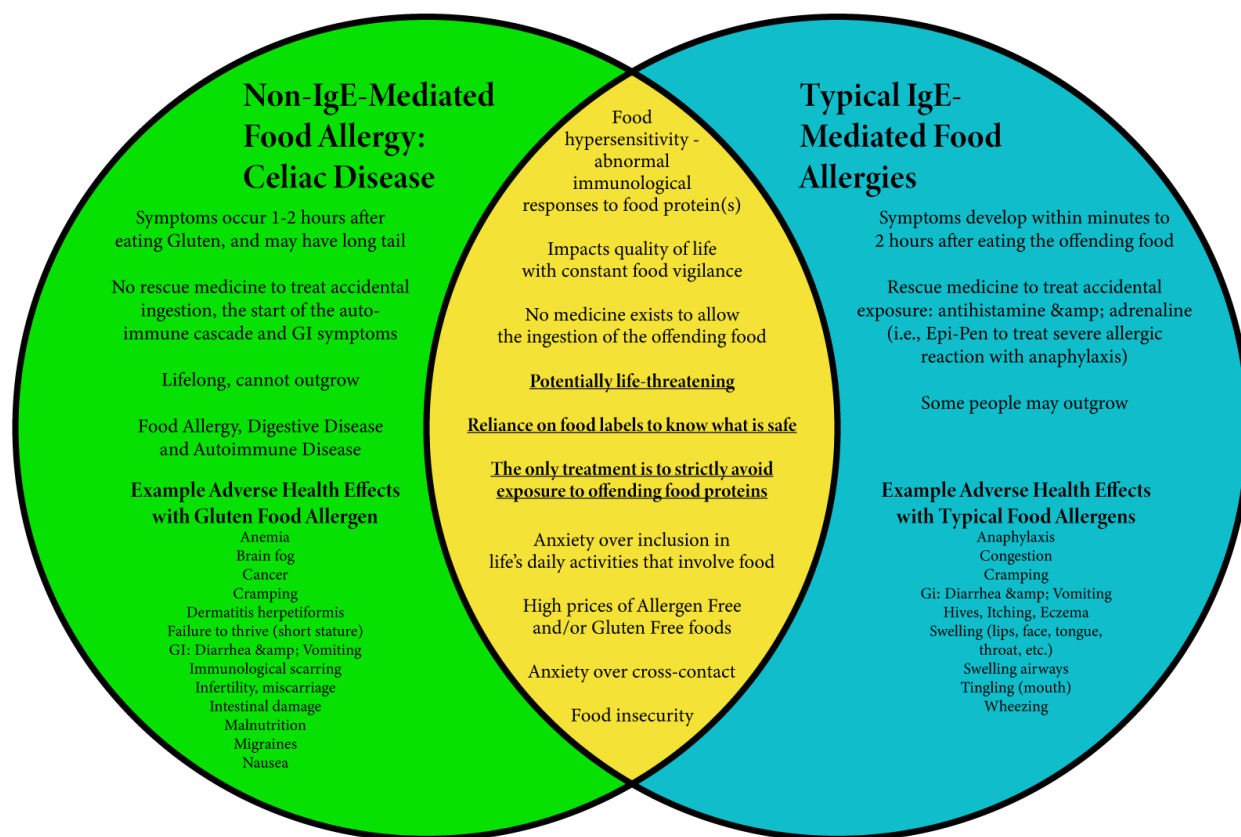 Non-IgE-Mediated
Food Allergy:
Celiac Disease
Symptoms occur 1-2 hours after
eating Gluten, and may have long tail
No rescue medicine to treat accidental
ingestion, the start of the auto-
immune cascade and GI symptoms
Lifelong, cannot outgrow
Food Allergy, Digestive Disease
and Autoimmune Disease
Example Adverse Health Effects
with Gluten Food Allergen
Anemia
Brain fog
Cancer
Cramping
Dermatitis herpetiformis
Failure to thrive (short stature)
GI: Diarrhea &amp; Vomiting
Immunological scarring
Infertility, miscarriage
Intestinal damage
Malnutrition
Migraines
Nausea
Food
hypersensitivity -
abnormal
immunological
responses to food protein(s)
Impacts quality of life
with constant food vigilance
No medicine exists to allow
the ingestion of the offending food
Potentially life-threatening
Reliance on food labels to know what is safe
The only treatment is to strictly avoid
exposure to offending food proteins
Anxiety over inclusion in
life's daily activities that involve food
High prices of Allergen Free
and/or Gluten Free foods
Anxiety over cross-contact
Food insecurity
Typical IgE-
Mediated Food
Allergies
Symptoms develop within minutes to
2 hours after eating the offending food
Rescue medicine to treat accidental
exposure: antihistamine &amp; adrenaline
(i.e., Epi-Pen to treat severe allergic
reaction with anaphylaxis)
Some people may outgrow
Example Adverse Health Effects
with Typical Food Allergens
Anaphylaxis
Congestion
Cramping
Gi: Diarrhea &amp; Vomiting
Hives, Itching, Eczema
Swelling (lips, face, tongue,
throat, etc.)
Swelling airways
Tingling (mouth)
Wheezing